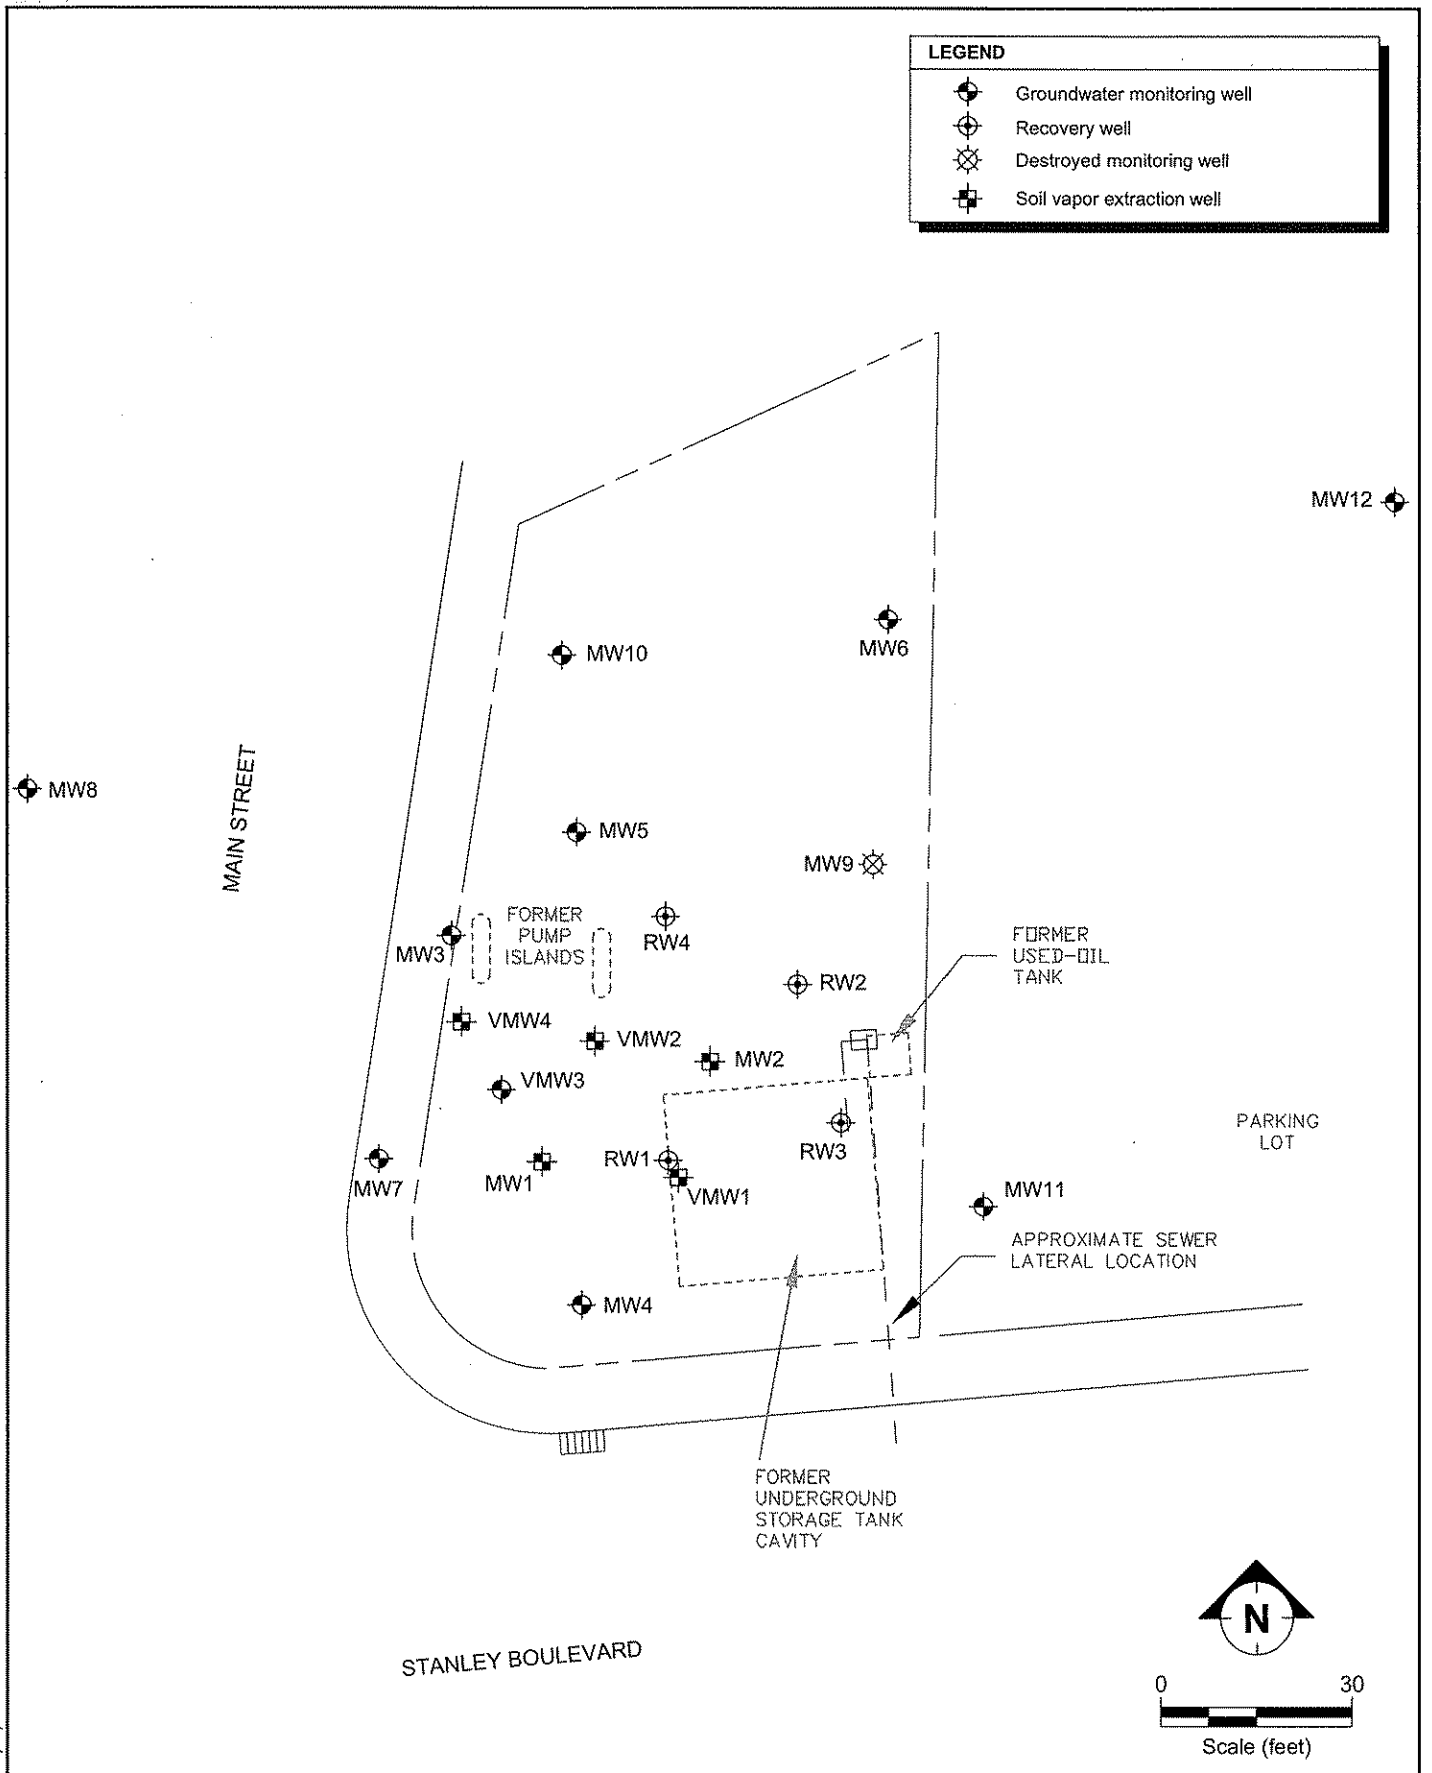 LEGEND
Groundwater monitoring well
Recovery well
Destroyed monitoring well
Soil vapor extraction well
MW12
MW6
MW10
MAIN STREET
MW8
MW5
MW9
FORMER
PUMP
ISLANDS
RW4
MW3
FORMER
USED-OIL
TANK
RW2
VMW4
VMW2
MW2
VMW3
PARKING
LOT
RW3
RW1
MW1
MW7
VMW1
MW11
APPROXIMATE SEWER
LATERAL LOCATION
MW4
FORMER
UNDERGROUND
STORAGE TANK
CAVITY
STANLEY BOULEVARD
N
0 30
Scale (feet)